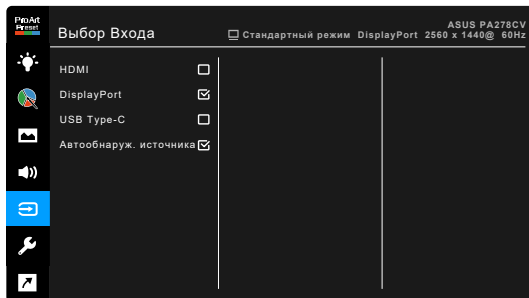 ProArt
Preset
Выбор Входа
ASUS PA278CV
Стандартный режим DisplayPort 2560 x 1440@ 60Hz
HDMI
DisplayPort
USB Type-C
Автообнаруж. источника